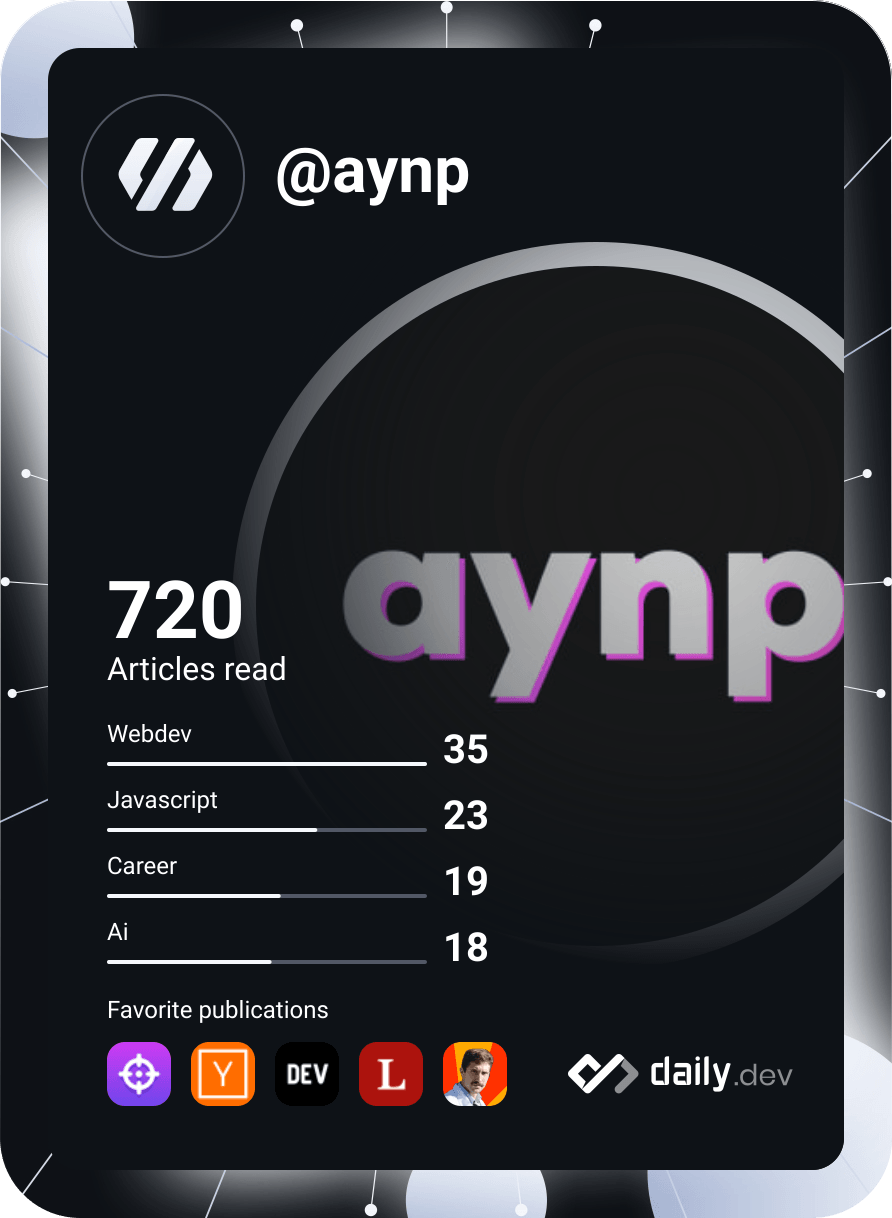 @aynp
aynp
720
Articles read
Webdev
35
Javascript
23
Career
19
Ai
18
Favorite publications
Y
DEV
L
daily.dev